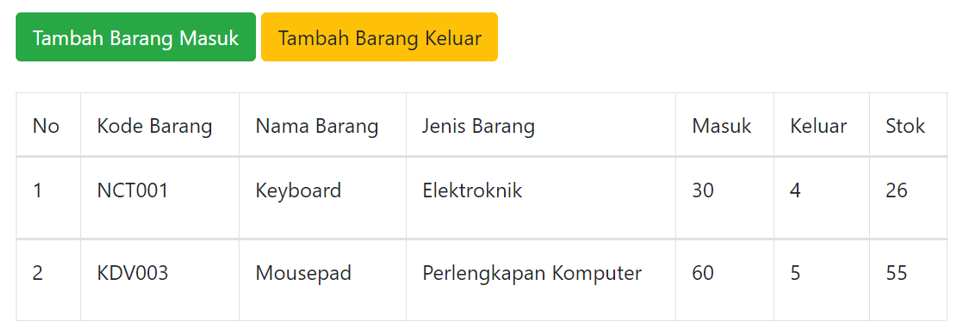 Tambah Barang Masuk Tambah Barang Keluar
No Kode Barang Nama Barang Jenis Barang Masuk Keluar Stok
1 NCT001 Keyboard Elektroknik 30 4 26
2 KDV003 Mousepad Perlengkapan Komputer 60 5 55